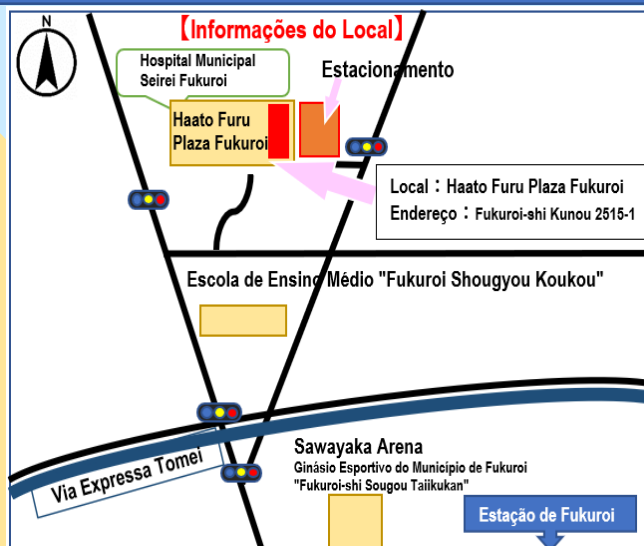 N
【Informações do Local】
Hospital Municipal
Seirei Fukuroi
Estacionamento
Haato Furu
Plaza Fukuroi
Local：Haato Furu Plaza Fukuroi
Endereço：Fukuroi-shi Kunou 2515-1
Escola de Ensino Médio "Fukuroi Shougyou Koukou"
Via Expressa Tomei
Sawayaka Arena
Ginásio Esportivo do Município de Fukuroi
"Fukuroi-shi Sougou Taiikukan"
Estação de Fukuroi